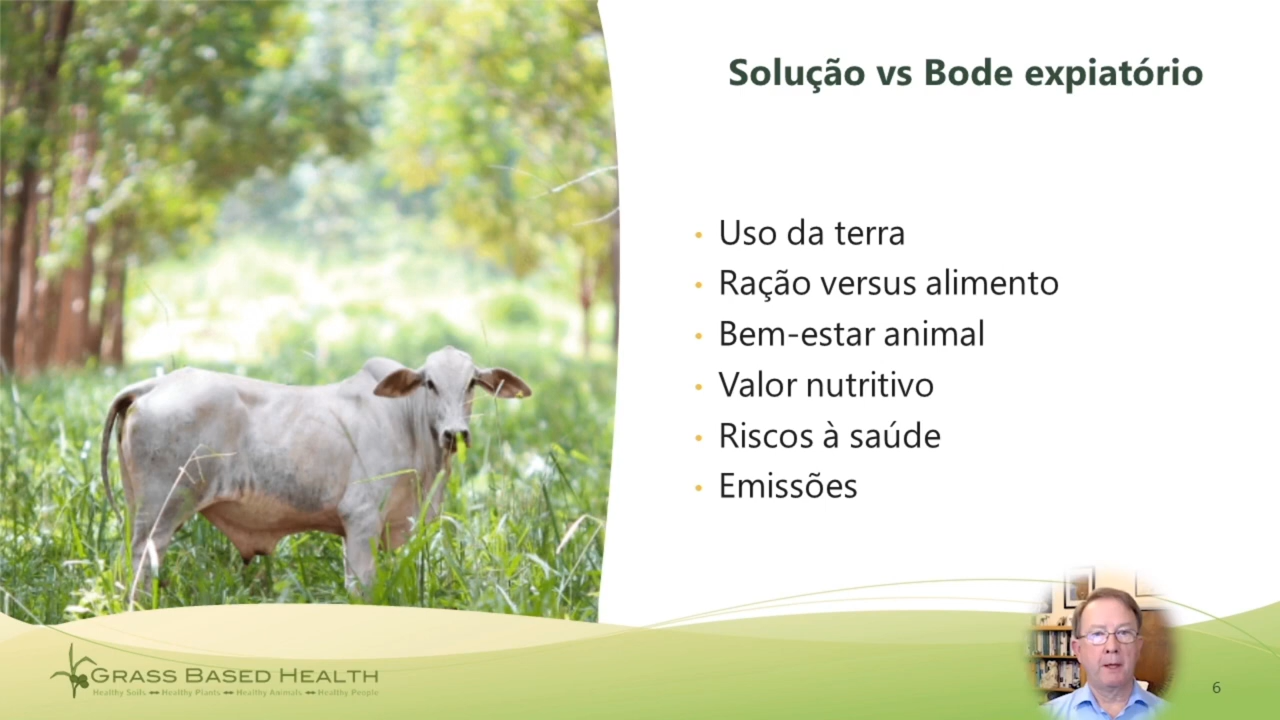 Solução vs Bode expiatório
• Uso da terra
• Ração versus alimento
• Bem-estar animal
• Valor nutritivo
• Riscos à saúde
• Emissões
GRASS BASED HEALTH
Healthy Soils ⬌ Healthy Plants ⬌ Healthy Animals ⬌ Healthy People
6